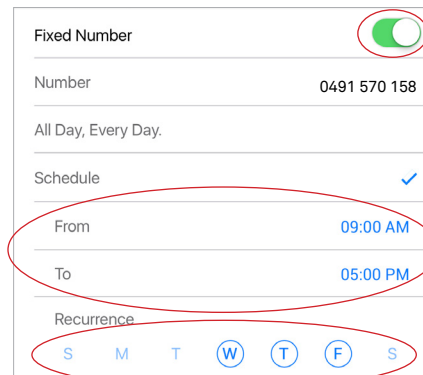 Fixed Number
Number 0491 570 158
All Day, Every Day.
Schedule
From 09:00 AM
To 05:00 PM
Recurrence
S M T W T F S